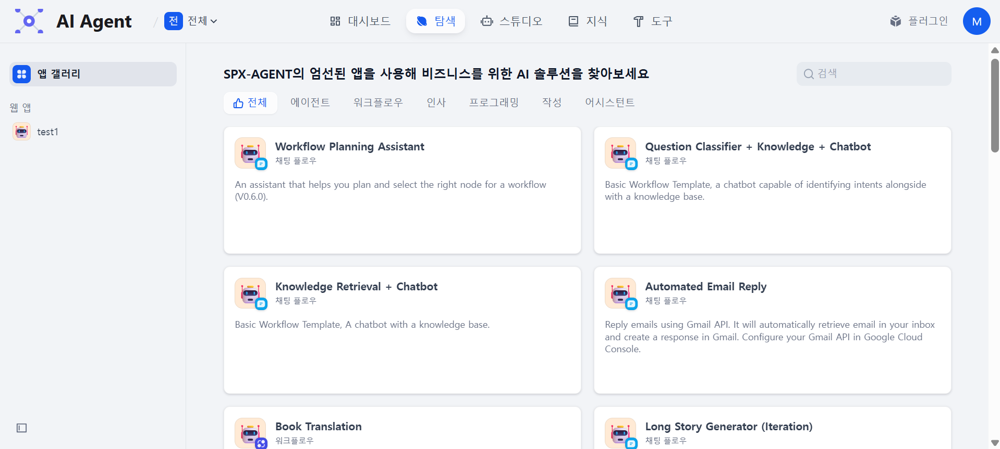 AI Agent
/
전
전체
대시보드
탐색
스튜디오
지식
도구
플러그인
M
앱 갤러리
웹 앱
test1
SPX-AGENT의 엄선된 앱을 사용해 비즈니스를 위한 AI 솔루션을 찾아보세요
검색
전체
에이전트
워크플로우
인사
프로그래밍
작성
어시스턴트
Workflow Planning Assistant
채팅 플로우
An assistant that helps you plan and select the right node for a workflow
(V0.6.0).
Question Classifier + Knowledge + Chatbot
채팅 플로우
Basic Workflow Template, a chatbot capable of identifying intents alongside
with a knowledge base.
Knowledge Retrieval + Chatbot
채팅 플로우
Basic Workflow Template, A chatbot with a knowledge base.
Automated Email Reply
채팅 플로우
Reply emails using Gmail API. It will automatically retrieve email in your inbox
and create a response in Gmail. Configure your Gmail API in Google Cloud
Console.
Book Translation
워크플로우
Long Story Generator (Iteration)
채팅 플로우